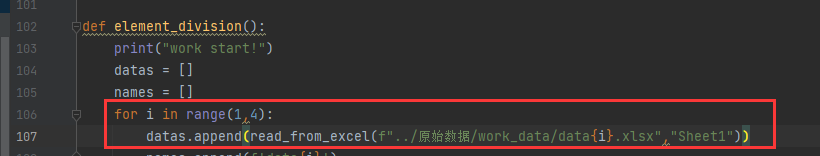 101
102 def element_division():
103 print("work start!")
104 datas = []
105 names = []
106 for i in range(1,4):
107 datas.append(read_from_excel(f"../原始数据/work_data/data{i}.xlsx","Sheet1"))